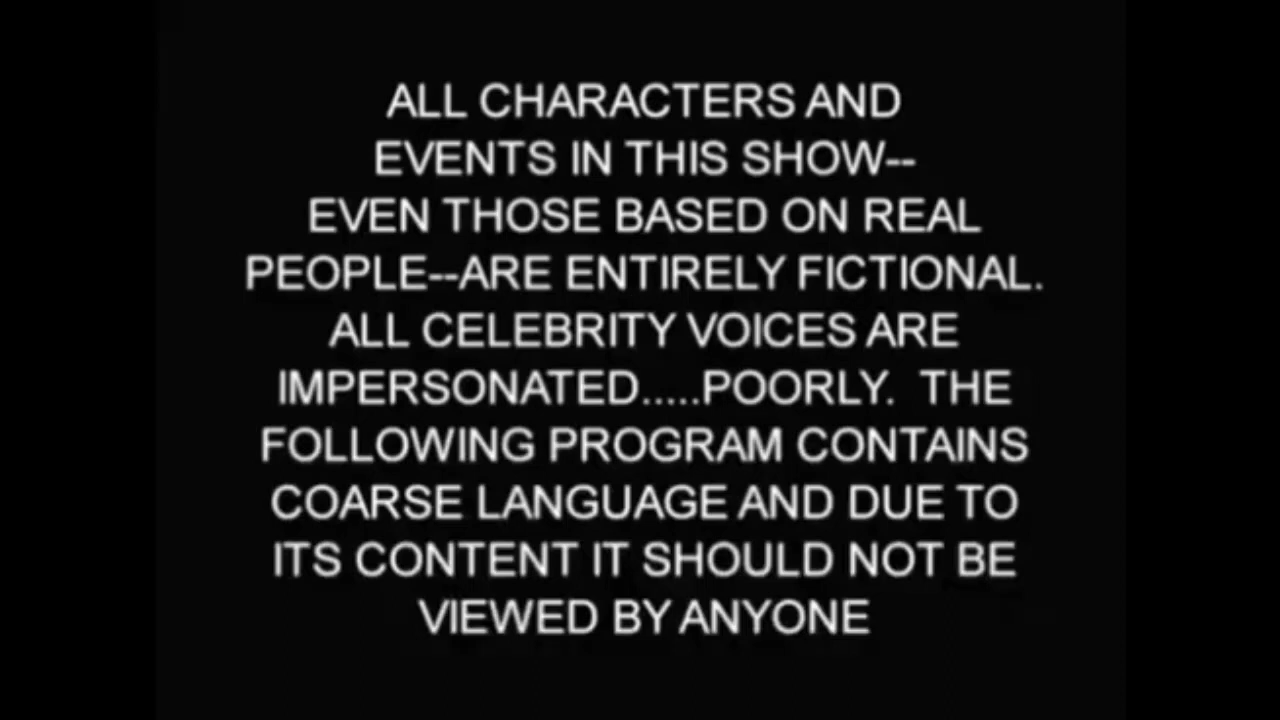 ALL CHARACTERS AND
EVENTS IN THIS SHOW--
EVEN THOSE BASED ON REAL
PEOPLE--ARE ENTIRELY FICTIONAL.
ALL CELEBRITY VOICES ARE
IMPERSONATED.....POORLY. THE
FOLLOWING PROGRAM CONTAINS
COARSE LANGUAGE AND DUE TO
ITS CONTENT IT SHOULD NOT BE
VIEWED BY ANYONE